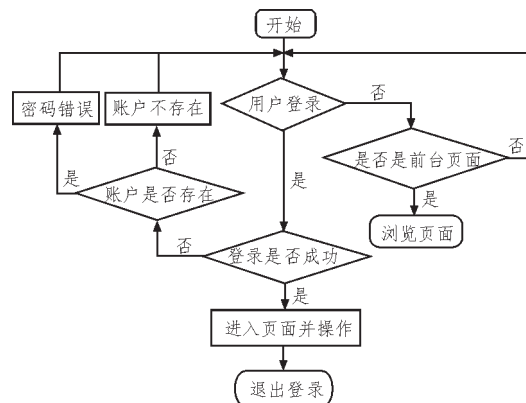 开始
密码错误
账户不存在
用户登录
否
是否是前台页面
否
否
是
账户是否存在
是
是
浏览页面
否
登录是否成功
是
进入页面并操作
退出登录